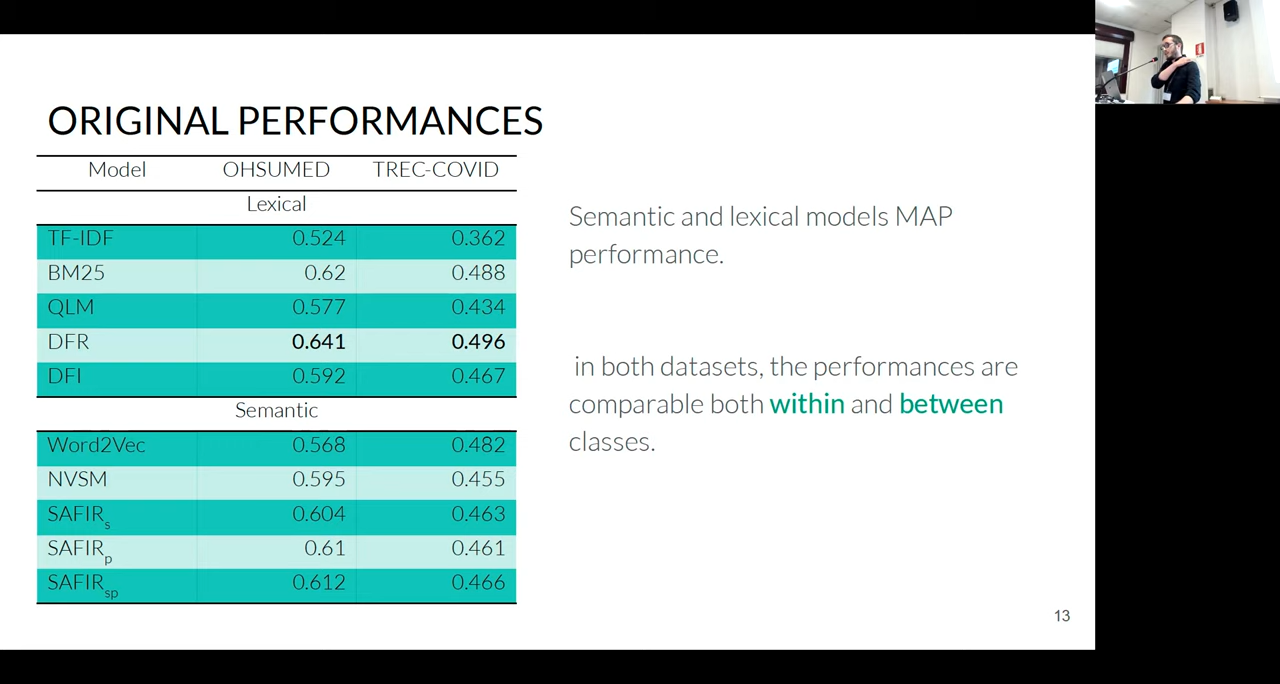 ORIGINAL PERFORMANCES
Model OHSUMED TREC-COVID
Lexical
TF-IDF 0.524 0.362
BM25 0.62 0.488
QLM 0.577 0.434
DFR 0.641 0.496
DFI 0.592 0.467
Semantic
Word2Vec 0.568 0.482
NVSM 0.595 0.455
SAFIRs 0.604 0.463
SAFIRp 0.61 0.461
SAFIRsp 0.612 0.466
Semantic and lexical models MAP
performance.
in both datasets, the performances are
comparable both within and between
classes.
13